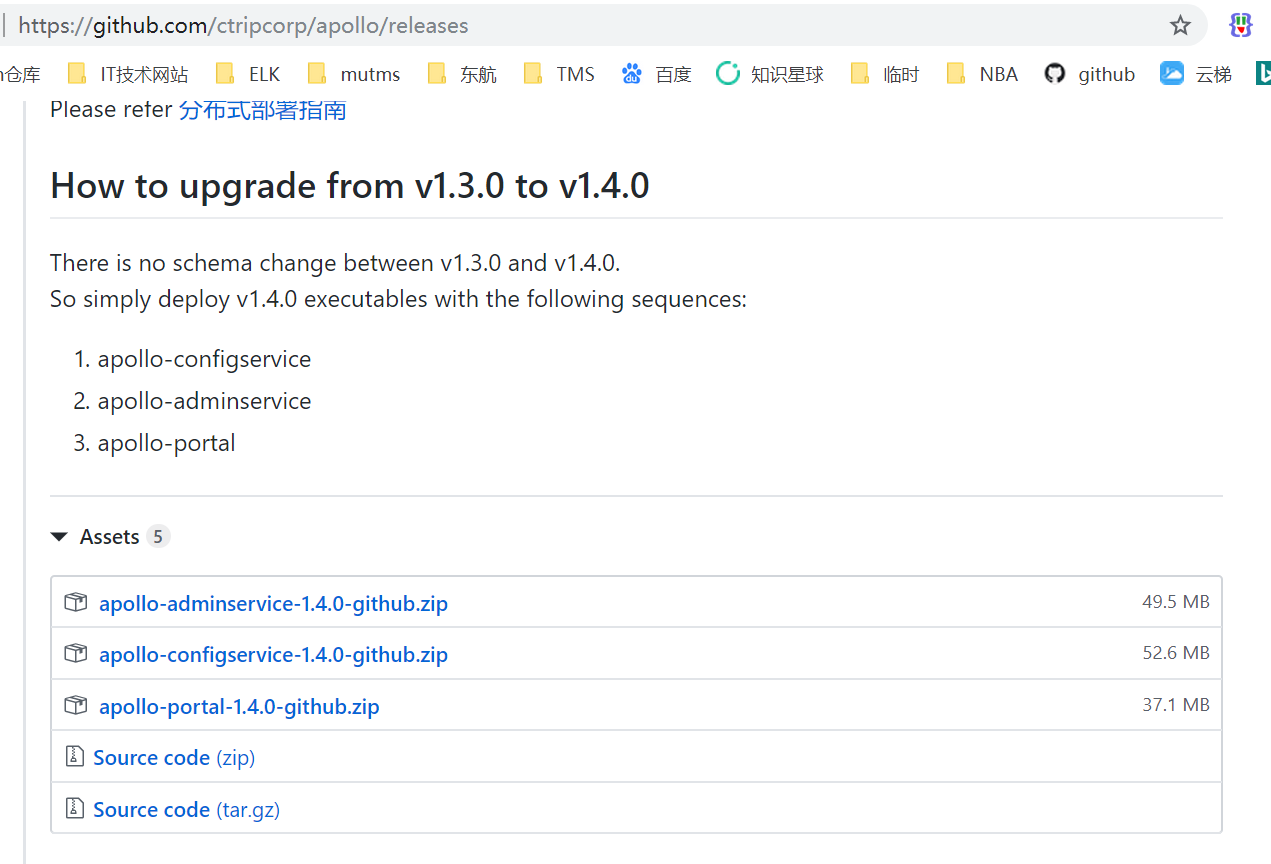 https://github.com/ctripcorp/apollo/releases
仓库 IT技术网站 ELK mutms 东航 TMS 百度 知识星球 临时 NBA github 云梯
Please refer 分布式部署指南
How to upgrade from v1.3.0 to v1.4.0
There is no schema change between v1.3.0 and v1.4.0.
So simply deploy v1.4.0 executables with the following sequences:
1. apollo-configservice
2. apollo-adminservice
3. apollo-portal
Assets 5
apollo-adminservice-1.4.0-github.zip 49.5 MB
apollo-configservice-1.4.0-github.zip 52.6 MB
apollo-portal-1.4.0-github.zip 37.1 MB
Source code (zip)
Source code (tar.gz)